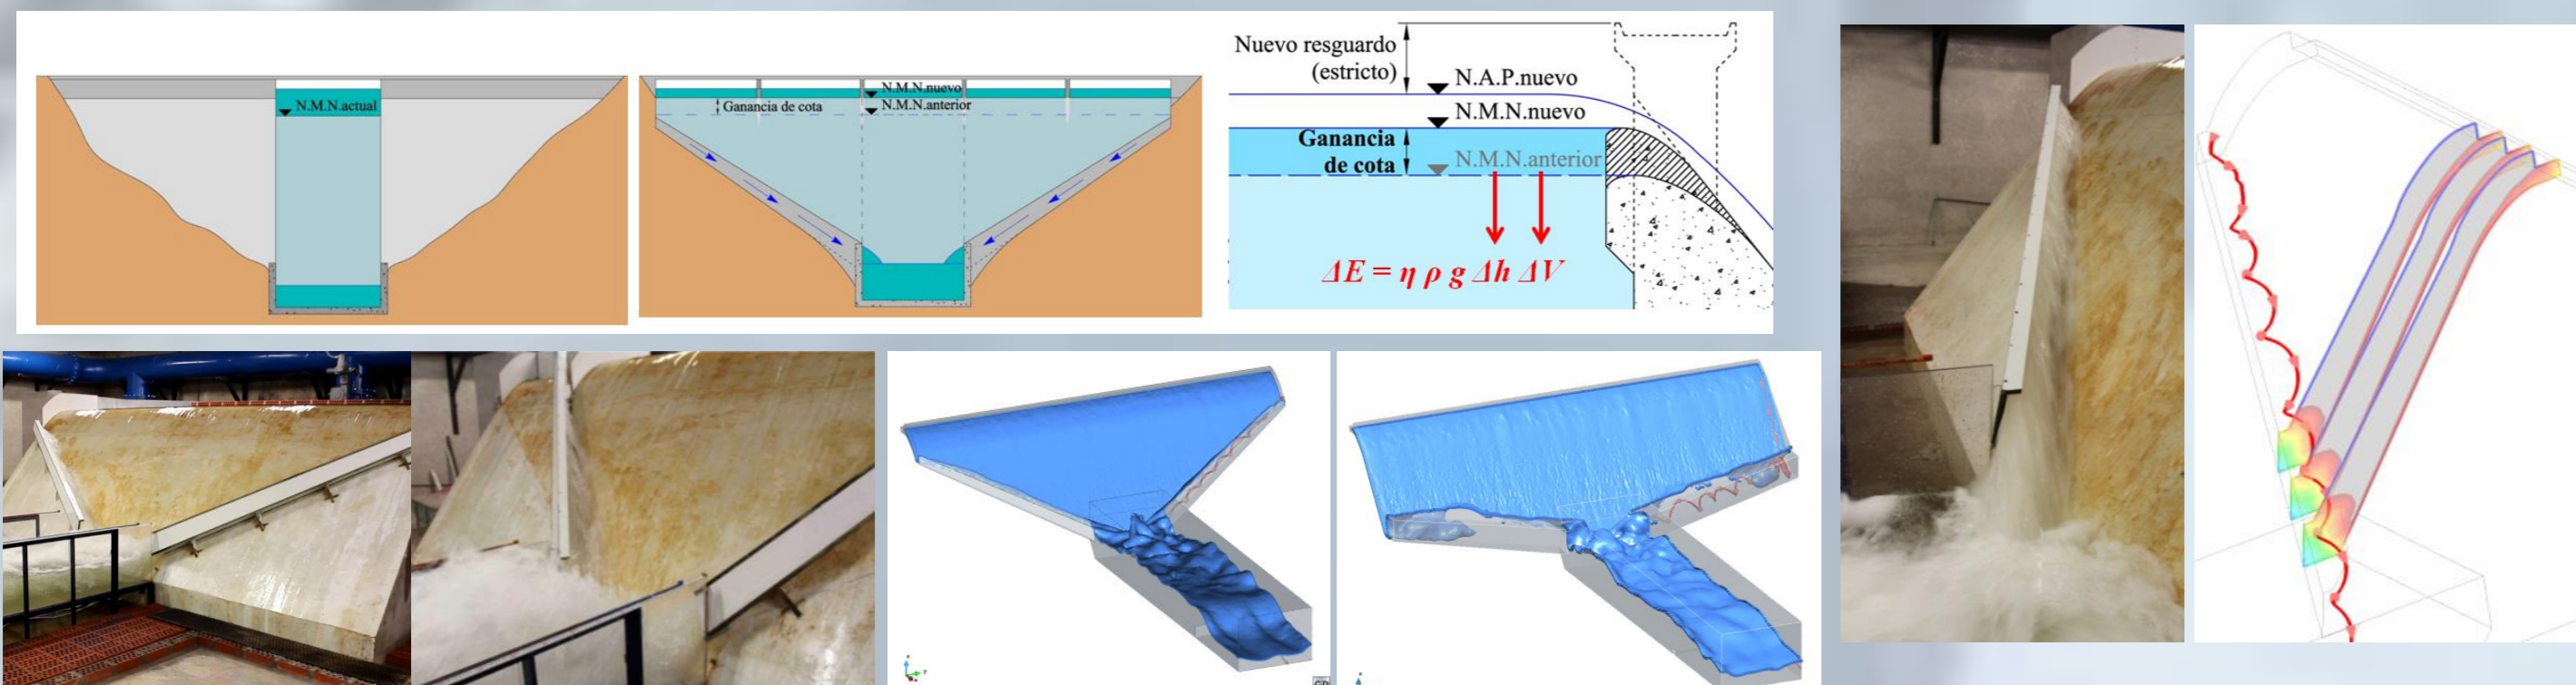 N.M.N.actual
N.M.N.nuevo
Ganancia de cota
N.M.N.anterior
Nuevo resguardo
(estricto)
N.A.P.nuevo
N.M.N.nuevo
Ganancia
de cota
N.M.N.anterior
ΔE = η ρ g Δh ΔV